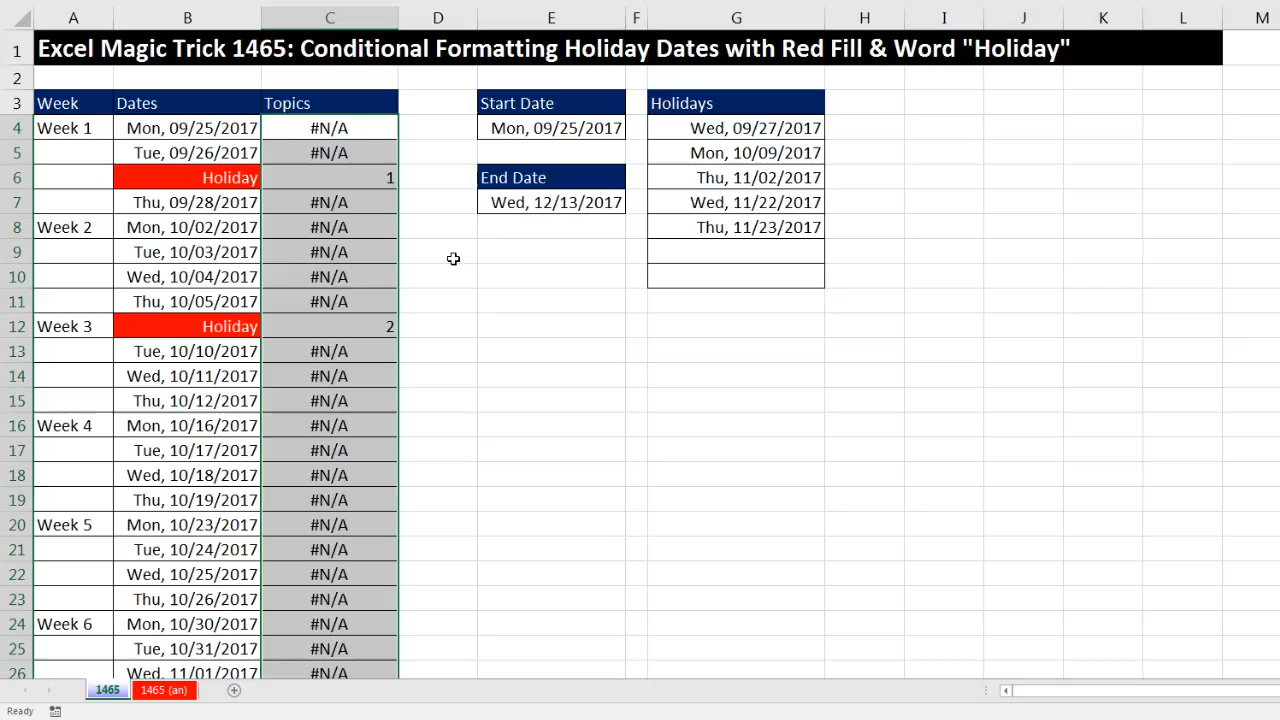 A B C D E F G H I J K L M
1 Excel Magic Trick 1465: Conditional Formatting Holiday Dates with Red Fill & Word "Holiday"
2
3 Week Dates Topics Start Date Holidays
4 Week 1 Mon, 09/25/2017 #N/A Mon, 09/25/2017 Wed, 09/27/2017
5 Tue, 09/26/2017 #N/A Mon, 10/09/2017
6 Holiday 1 End Date Thu, 11/02/2017
7 Thu, 09/28/2017 #N/A Wed, 12/13/2017 Wed, 11/22/2017
8 Week 2 Mon, 10/02/2017 #N/A Thu, 11/23/2017
9 Tue, 10/03/2017 #N/A
10 Wed, 10/04/2017 #N/A
11 Thu, 10/05/2017 #N/A
12 Week 3 Holiday 2
13 Tue, 10/10/2017 #N/A
14 Wed, 10/11/2017 #N/A
15 Thu, 10/12/2017 #N/A
16 Week 4 Mon, 10/16/2017 #N/A
17 Tue, 10/17/2017 #N/A
18 Wed, 10/18/2017 #N/A
19 Thu, 10/19/2017 #N/A
20 Week 5 Mon, 10/23/2017 #N/A
21 Tue, 10/24/2017 #N/A
22 Wed, 10/25/2017 #N/A
23 Thu, 10/26/2017 #N/A
24 Week 6 Mon, 10/30/2017 #N/A
25 Tue, 10/31/2017 #N/A
26 Wed, 11/01/2017 #N/A
1465 1465 (an)
Ready